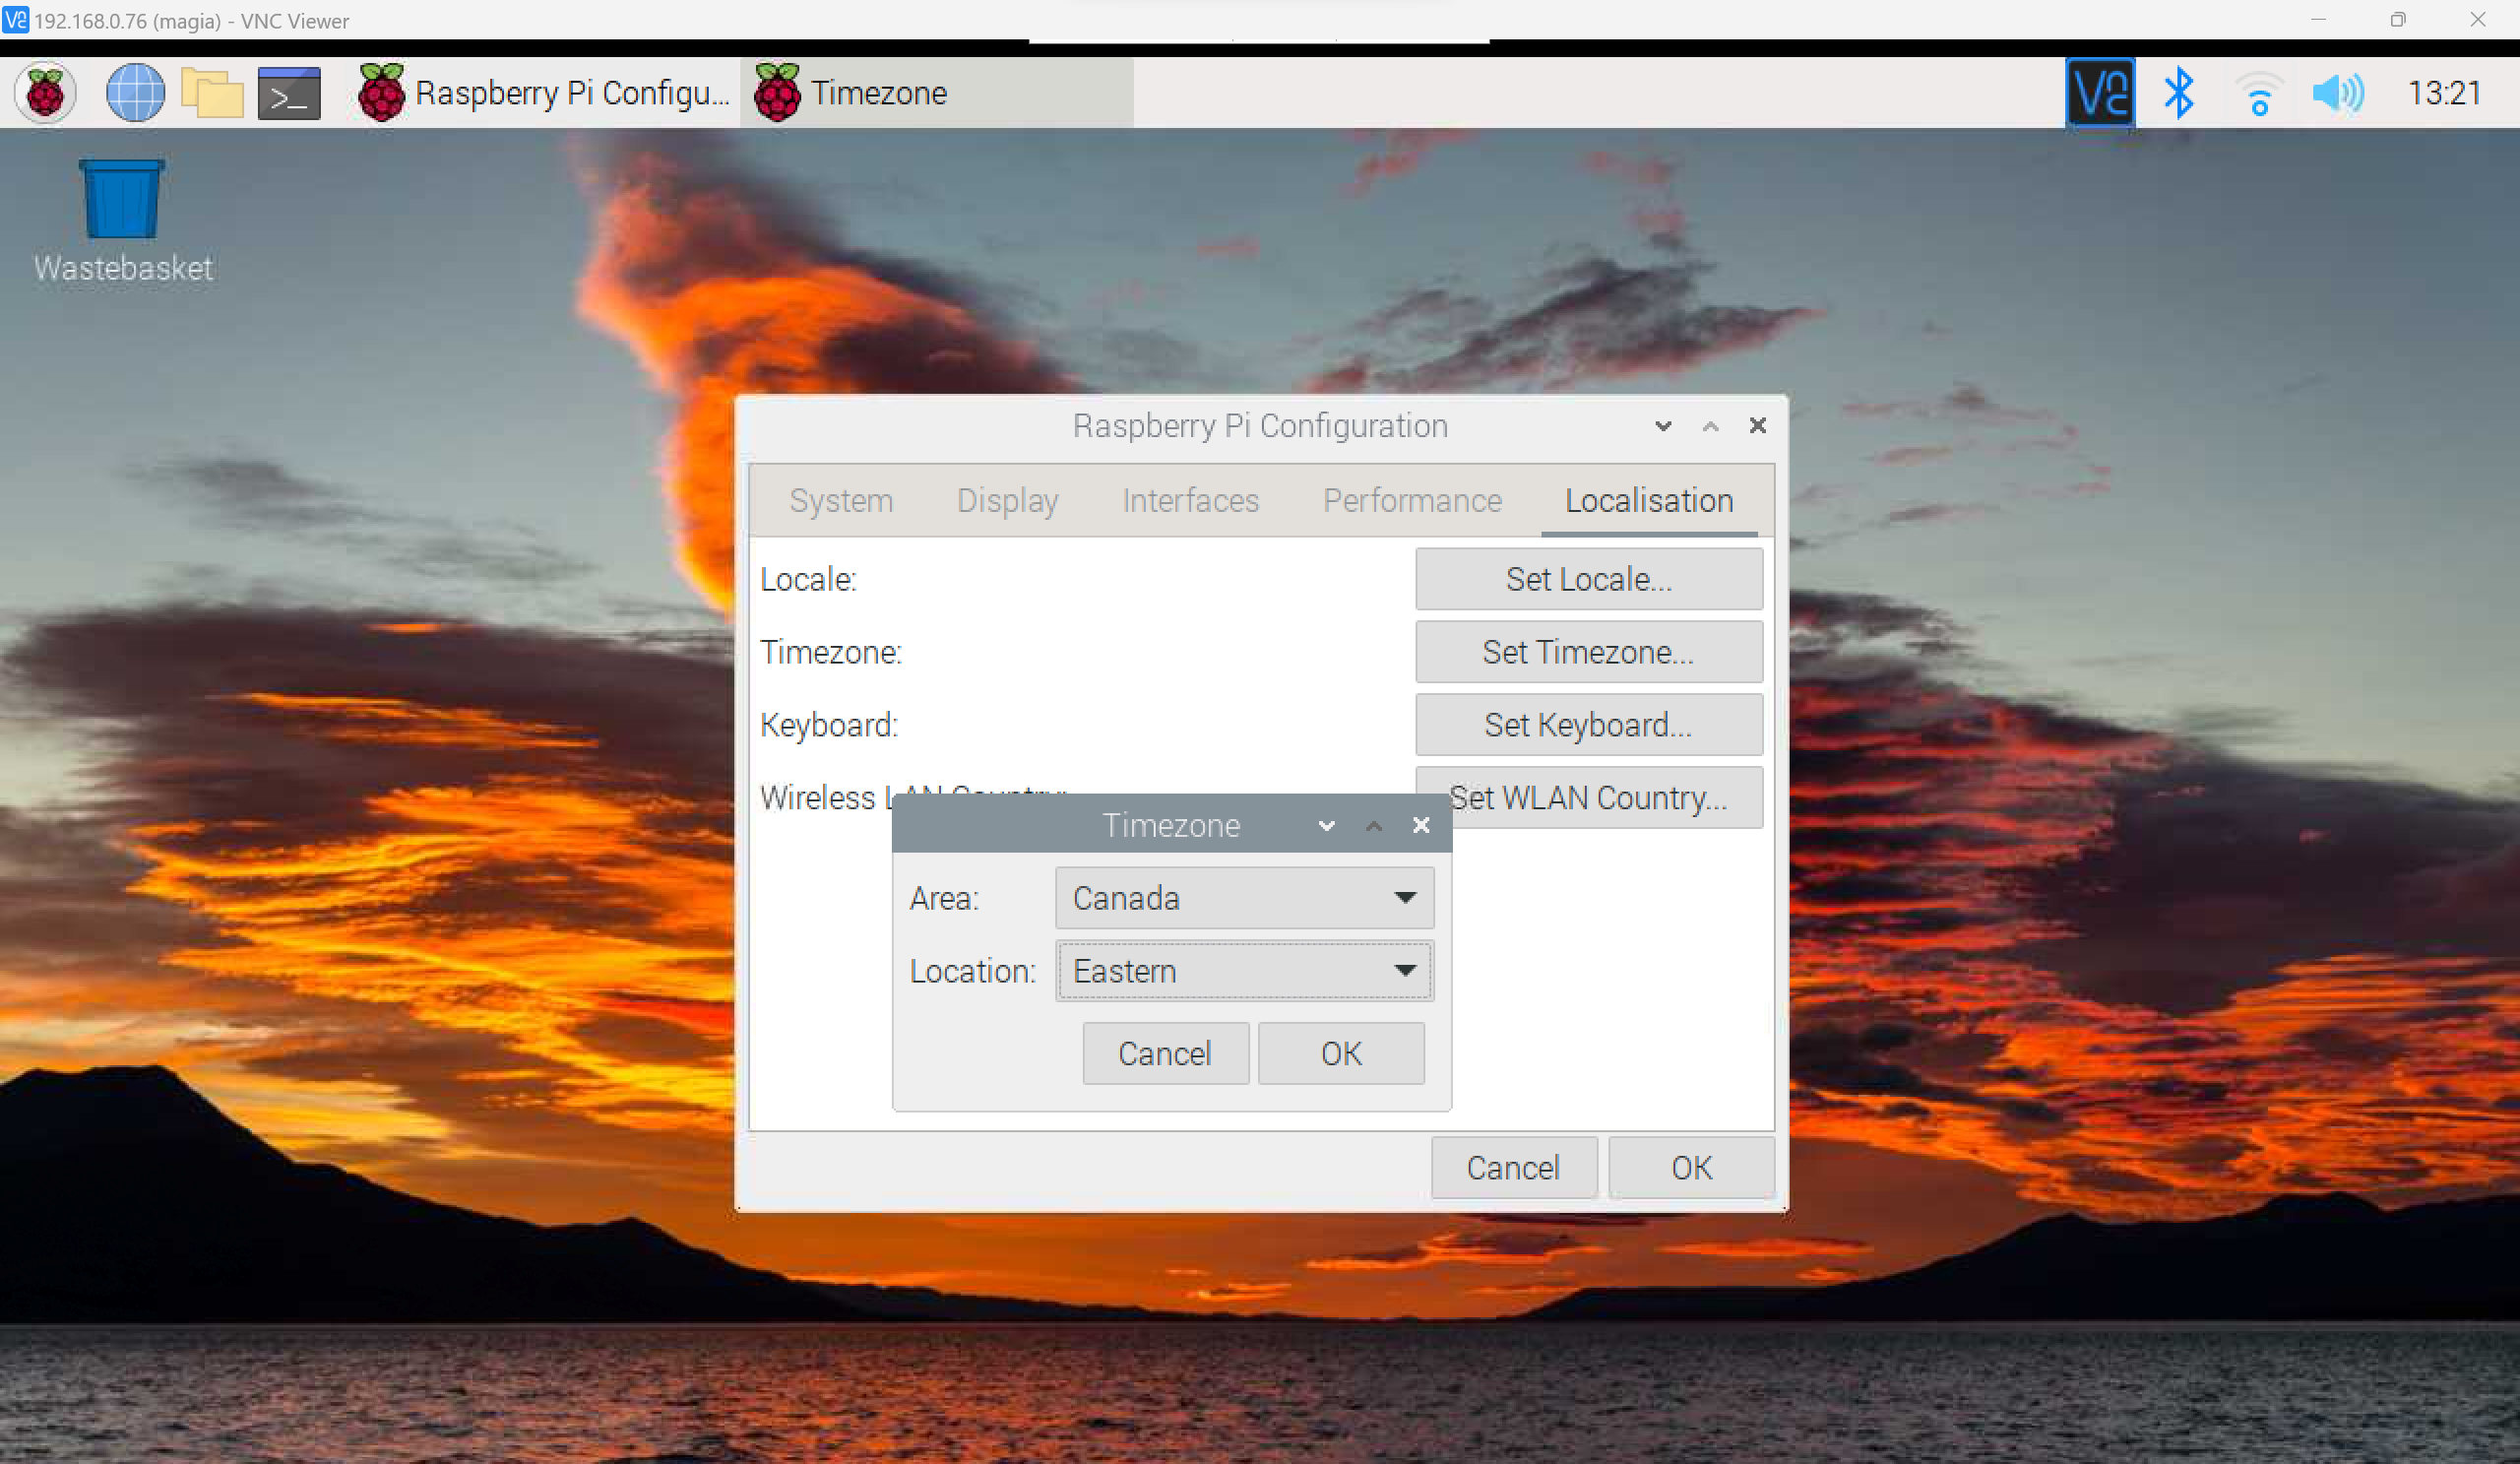 192.168.0.76 (magia) - VNC Viewer
Raspberry Pi Configu...
Timezone
13:21
Wastebasket
Raspberry Pi Configuration
System Display Interfaces Performance Localisation
Locale: Set Locale...
Timezone: Set Timezone...
Keyboard: Set Keyboard...
Wireless LAN Country: Set WLAN Country...
Timezone
Area: Canada
Location: Eastern
Cancel OK
Cancel OK